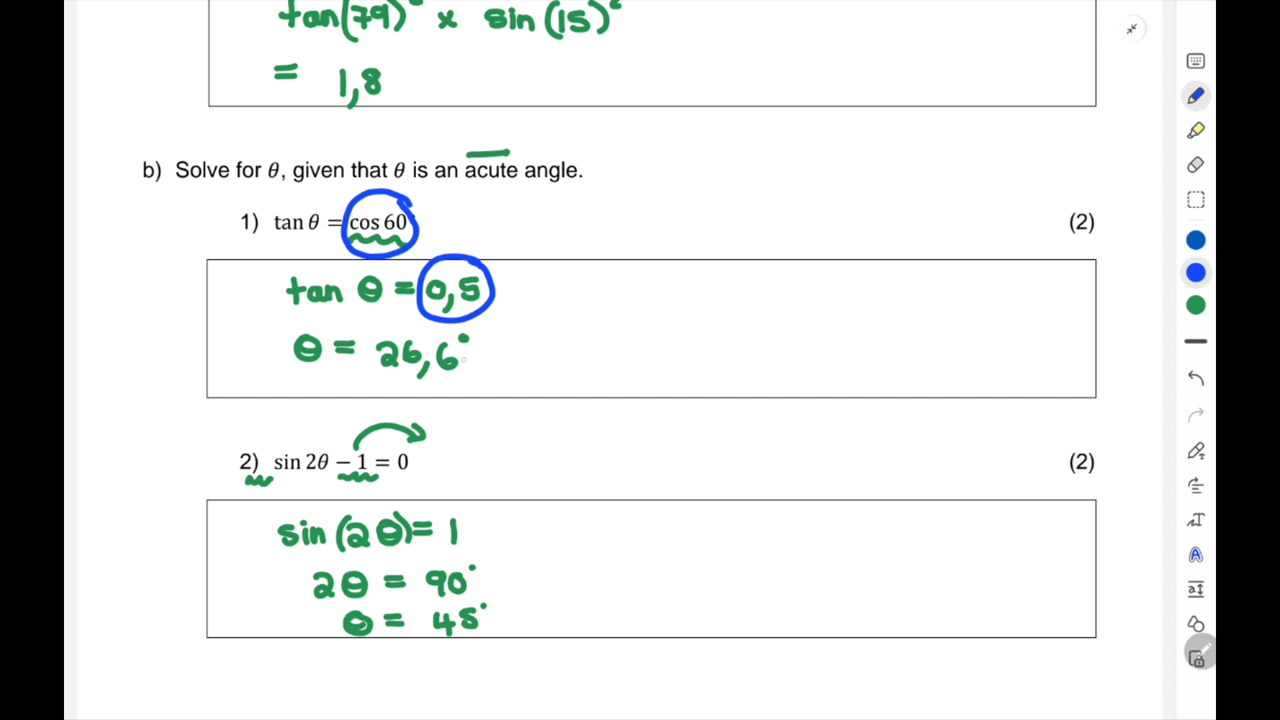 tan(79)° × sin(15)°
= 1,8
b) Solve for θ, given that θ is an acute angle.
1) tan θ = cos 60° (2)
tan θ = 0,5
θ = 26,6°
2) sin 2θ − 1 = 0 (2)
sin (2θ) = 1
2θ = 90°
θ = 45°